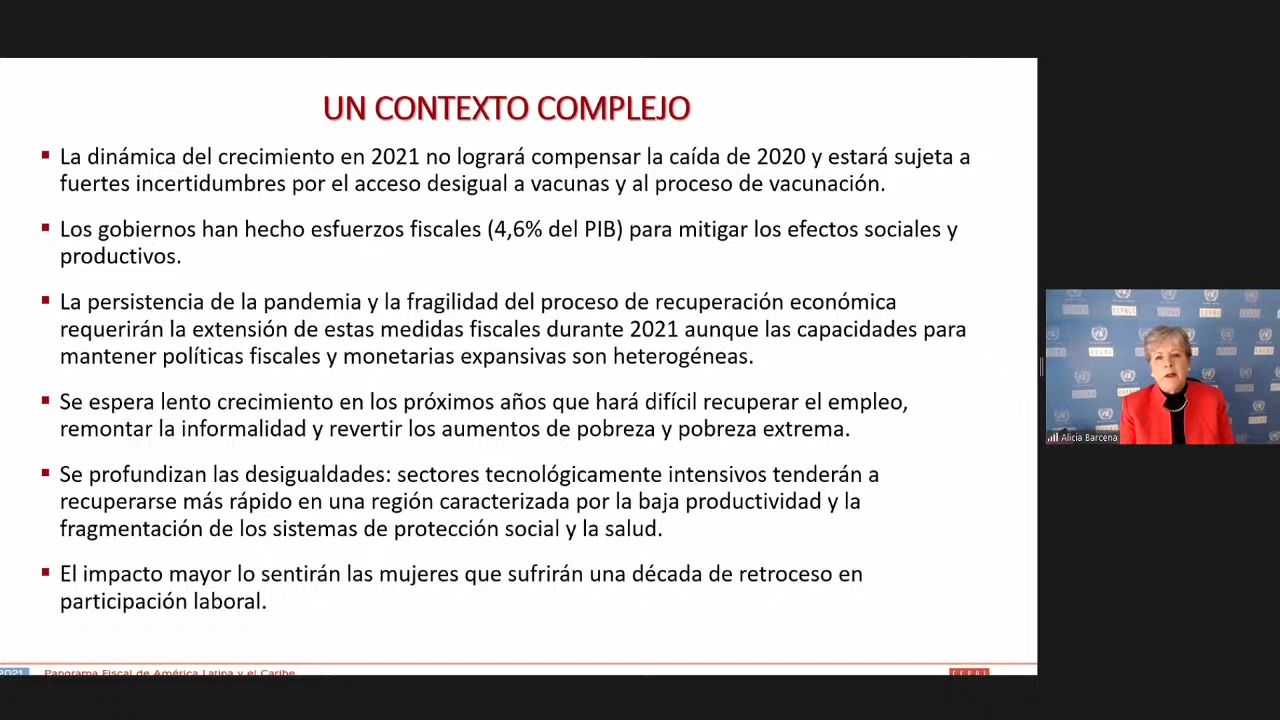 UN CONTEXTO COMPLEJO
▪ La dinámica del crecimiento en 2021 no logrará compensar la caída de 2020 y estará sujeta a
fuertes incertidumbres por el acceso desigual a vacunas y al proceso de vacunación.
▪ Los gobiernos han hecho esfuerzos fiscales (4,6% del PIB) para mitigar los efectos sociales y
productivos.
▪ La persistencia de la pandemia y la fragilidad del proceso de recuperación económica
requerirán la extensión de estas medidas fiscales durante 2021 aunque las capacidades para
mantener políticas fiscales y monetarias expansivas son heterogéneas.
▪ Se espera lento crecimiento en los próximos años que hará difícil recuperar el empleo,
remontar la informalidad y revertir los aumentos de pobreza y pobreza extrema.
▪ Se profundizan las desigualdades: sectores tecnológicamente intensivos tenderán a
recuperarse más rápido en una región caracterizada por la baja productividad y la
fragmentación de los sistemas de protección social y la salud.
▪ El impacto mayor lo sentirán las mujeres que sufrirán una década de retroceso en
participación laboral.
2021 Panorama Fiscal de América Latina y el Caribe
Alicia Barcena